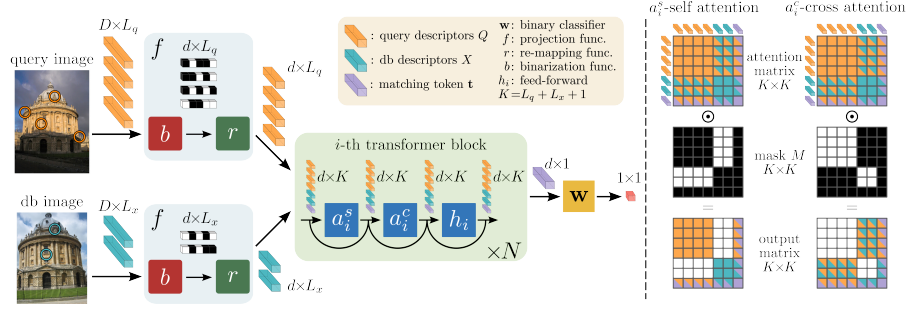 query image
D×L_q
f
d×L_q
b
r
d×L_q
db image
D×L_x
f
d×L_x
b
r
d×L_x
: query descriptors Q
: db descriptors X
: matching token t
w: binary classifier
f: projection func.
r: re-mapping func.
b: binarization func.
h_i: feed-forward
K=L_q+L_x+1
i-th transformer block
d×K
d×K
d×K
d×K
a_i^s
a_i^c
h_i
×N
d×1
w
1×1
a_i^s-self attention
a_i^c-cross attention
attention
matrix
K×K
⊙
⊙
mask M
K×K
=
=
output
matrix
K×K